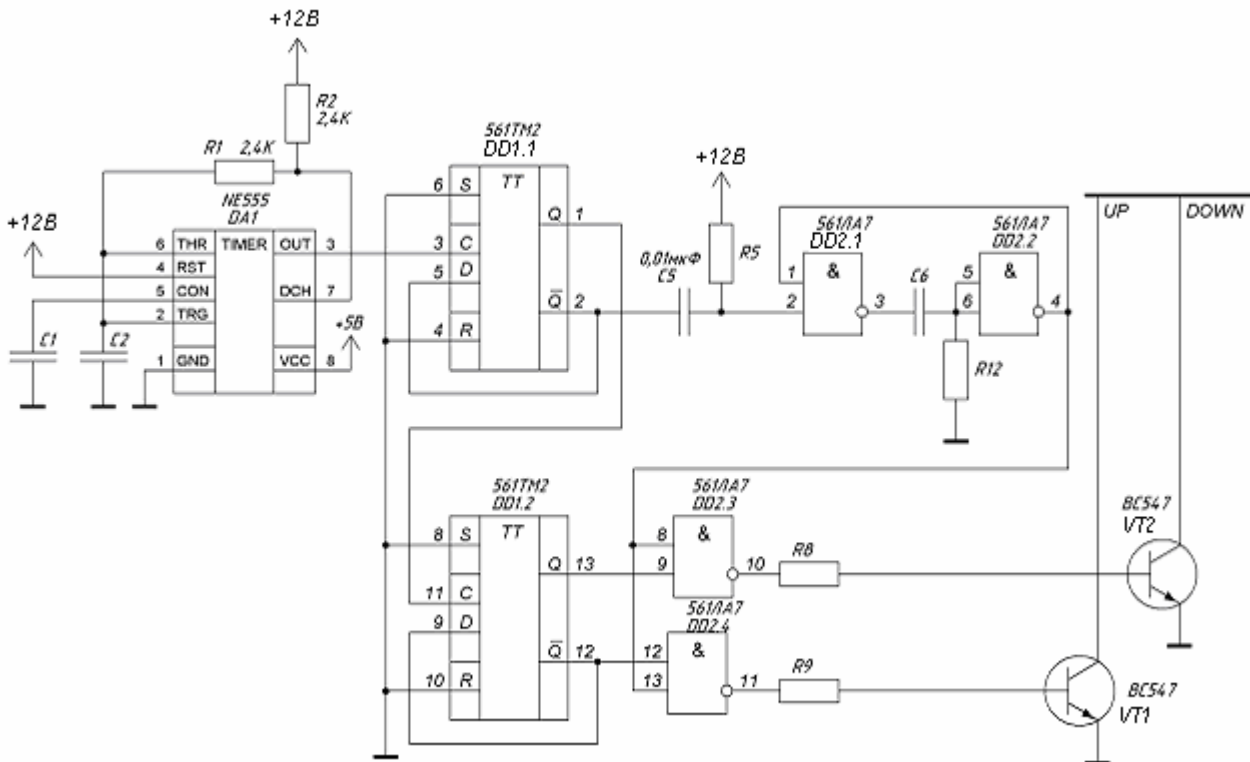 +12В
R2
2,4К
R1 2,4К
NE555
DA1
+12В
6 THR TIMER OUT 3
4 RST
5 CON DCH 7
2 TRG
+5В
1 GND VCC 8
C1
C2
561ТМ2
DD1.1
6 S TT
Q 1
3 C
5 D
Q 2
4 R
+12В
R5
0,01мкФ
C5
561ЛА7
DD2.1
1 &
2
3
C6
561ЛА7
DD2.2
5 &
6
4
R12
UP DOWN
561ТМ2
DD1.2
8 S TT
Q 13
11 C
9 D
Q 12
10 R
561ЛА7
DD2.3
8 &
9
10
R8
561ЛА7
DD2.4
12 &
13
11
R9
BC547
VT2
BC547
VT1